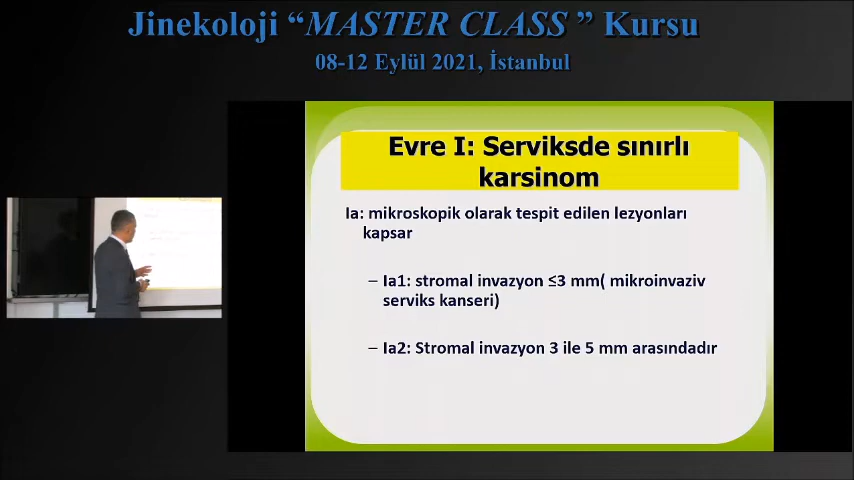 Jinekoloji “MASTER CLASS ” Kursu
08-12 Eylül 2021, İstanbul
Evre I: Serviksde sınırlı
karsinom
Ia: mikroskopik olarak tespit edilen lezyonları
kapsar
– Ia1: stromal invazyon ≤3 mm( mikroinvaziv
serviks kanseri)
– Ia2: Stromal invazyon 3 ile 5 mm arasındadır